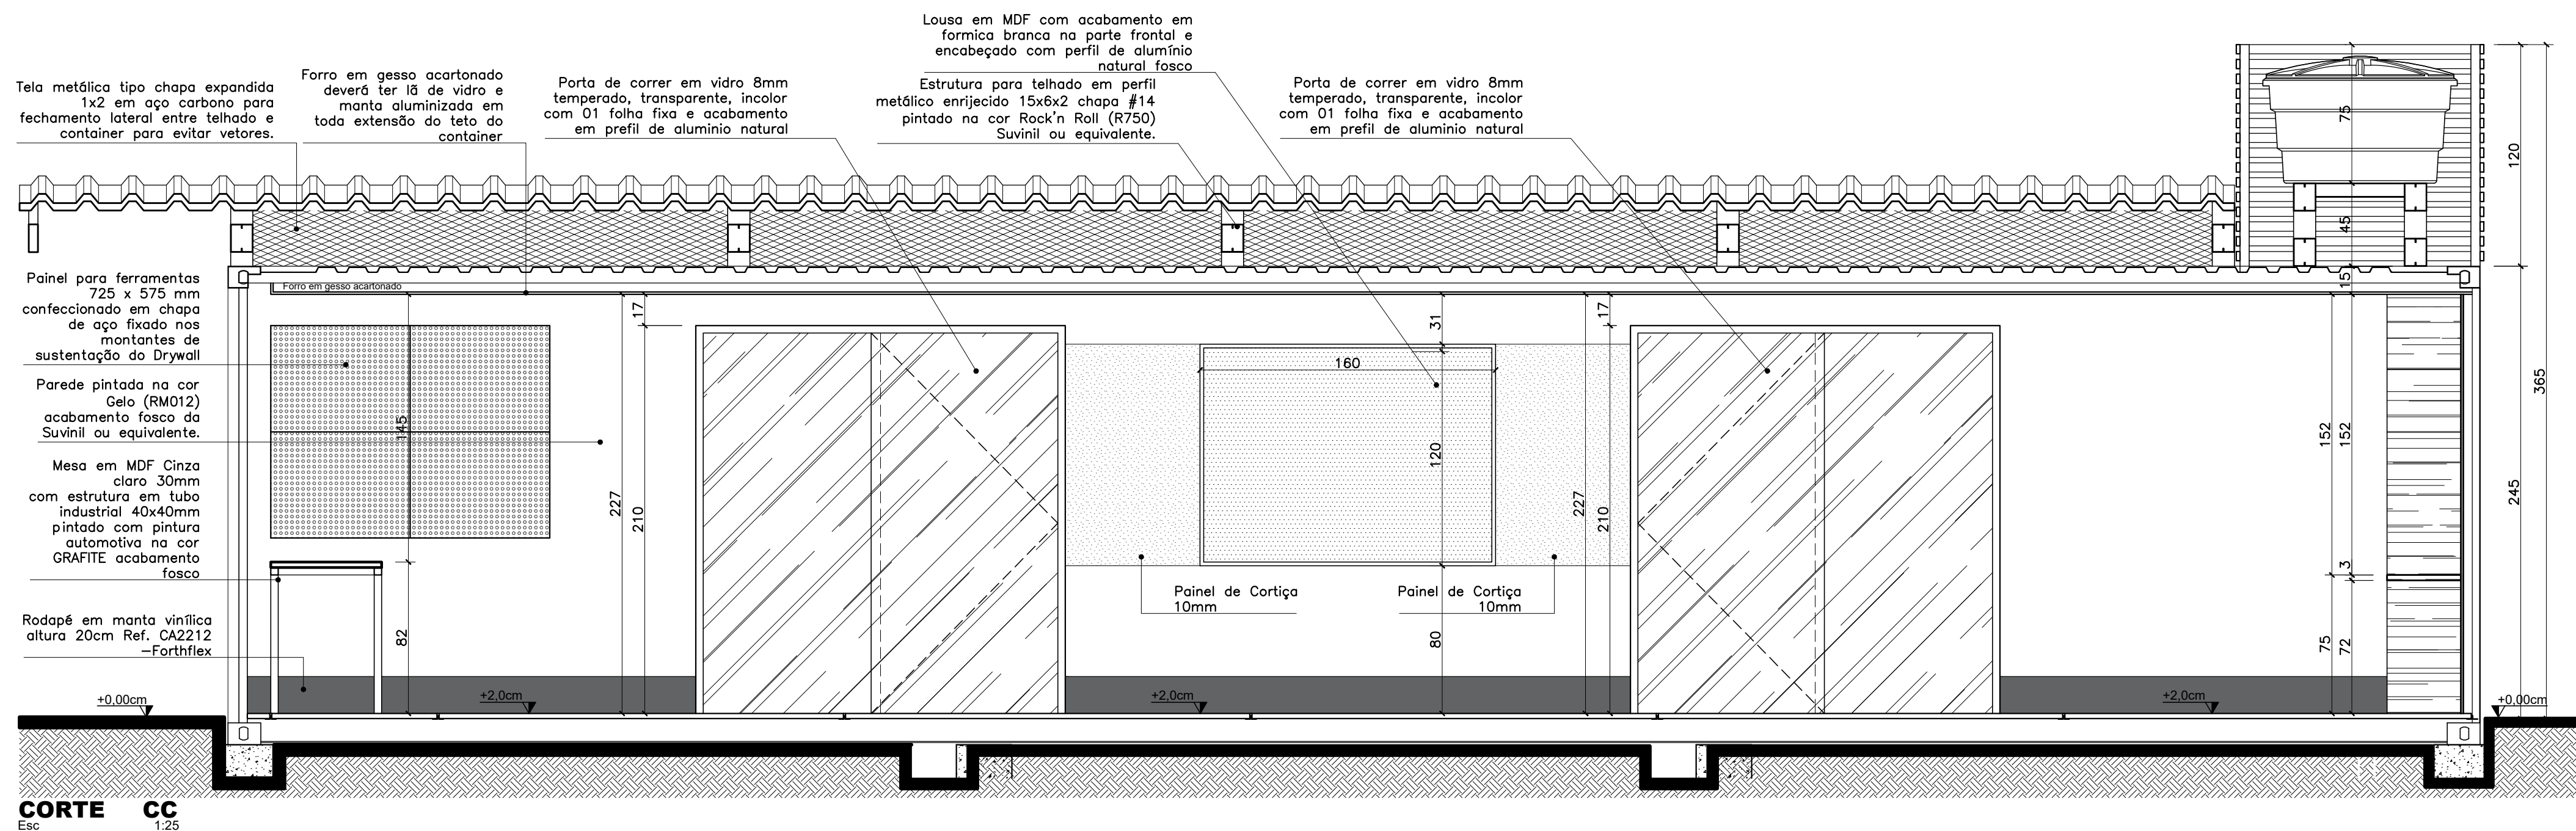 Tela metálica tipo chapa expandida
1x2 em aço carbono para
fechamento lateral entre telhado e
container para evitar vetores.
Forro em gesso acartonado
deverá ter lã de vidro e
manta aluminizada em
toda extensão do teto do
container
Porta de correr em vidro 8mm
temperado, transparente, incolor
com 01 folha fixa e acabamento
em prefil de aluminio natural
Lousa em MDF com acabamento em
formica branca na parte frontal e
encabeçado com perfil de alumínio
natural fosco
Estrutura para telhado em perfil
metálico enrijecido 15x6x2 chapa #14
pintado na cor Rock'n Roll (R750)
Suvinil ou equivalente.
Porta de correr em vidro 8mm
temperado, transparente, incolor
com 01 folha fixa e acabamento
em prefil de aluminio natural
75
45
15
120
365
245
Painel para ferramentas
725 x 575 mm
confeccionado em chapa
de aço fixado nos
montantes de
sustentação do Drywall
Parede pintada na cor
Gelo (RM012)
acabamento fosco da
Suvinil ou equivalente.
Mesa em MDF Cinza
claro 30mm
com estrutura em tubo
industrial 40x40mm
pintado com pintura
automotiva na cor
GRAFITE acabamento
fosco
Rodapé em manta vinílica
altura 20cm Ref. CA2212
–Forthflex
Forro em gesso acartonado
145
82
227
17
210
31
160
120
80
Painel de Cortiça
10mm
Painel de Cortiça
10mm
227
17
210
152
152
3
75
72
+0,00cm
+2,0cm
+2,0cm
+2,0cm
+0,00cm
CORTE CC
Esc 1:25